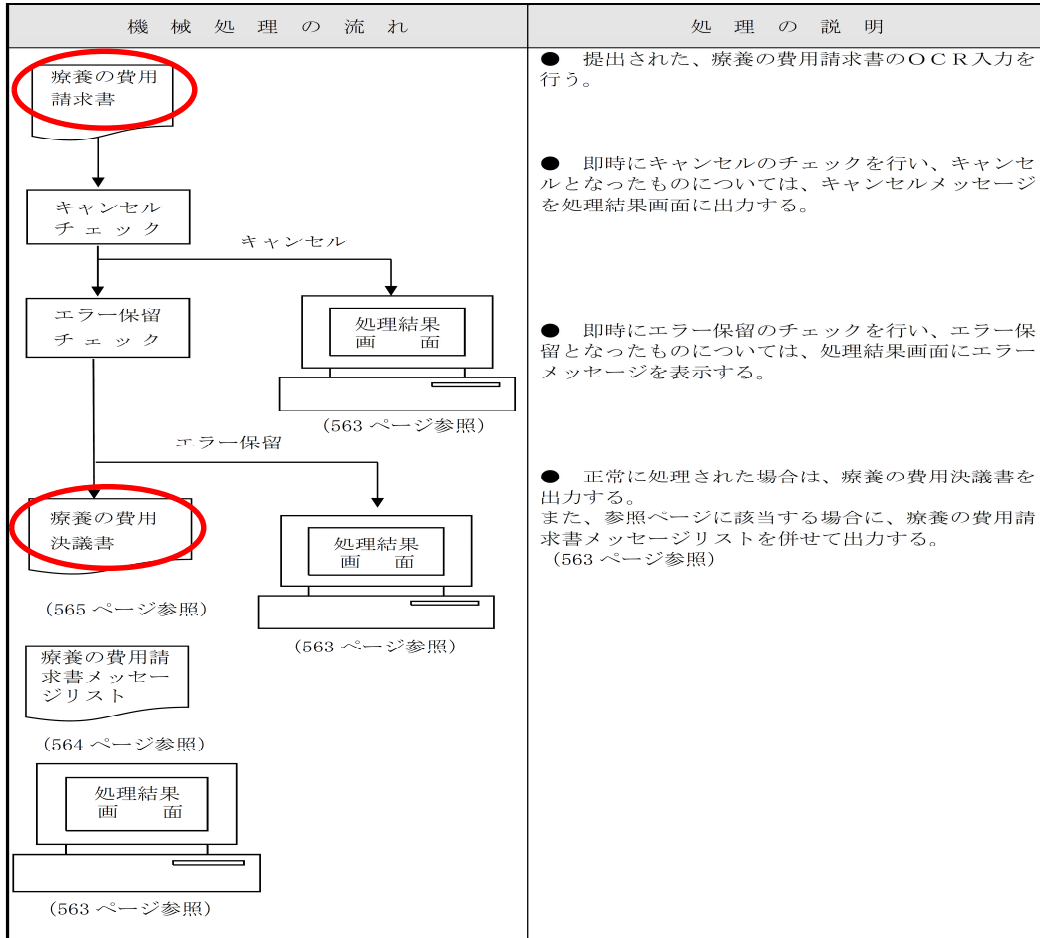 機械処理の流れ
処理の説明
療養の費用
請求書
キャンセル
チェック
キャンセル
エラー保留
チェック
処理結果
画 面
(563 ページ参照)
エラー保留
療養の費用
決議書
(565 ページ参照)
処理結果
画 面
(563 ページ参照)
療養の費用請
求書メッセー
ジリスト
(564 ページ参照)
処理結果
画 面
(563 ページ参照)
● 提出された、療養の費用請求書のOCR入力を
行う。
● 即時にキャンセルのチェックを行い、キャンセ
ルとなったものについては、キャンセルメッセージ
を処理結果画面に出力する。
● 即時にエラー保留のチェックを行い、エラー保
留となったものについては、処理結果画面にエラー
メッセージを表示する。
● 正常に処理された場合は、療養の費用決議書を
出力する。
また、参照ページに該当する場合に、療養の費用請
求書メッセージリストを併せて出力する。
(563 ページ参照)